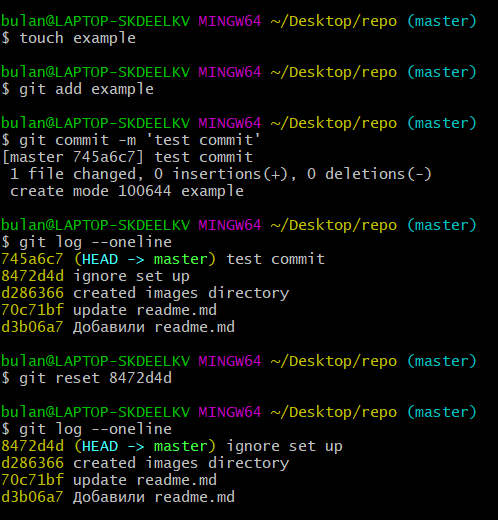 bulan@LAPTOP-SKDEELKV MINGW64 ~/Desktop/repo (master)
$ touch example
bulan@LAPTOP-SKDEELKV MINGW64 ~/Desktop/repo (master)
$ git add example
bulan@LAPTOP-SKDEELKV MINGW64 ~/Desktop/repo (master)
$ git commit -m 'test commit'
[master 745a6c7] test commit
 1 file changed, 0 insertions(+), 0 deletions(-)
 create mode 100644 example
bulan@LAPTOP-SKDEELKV MINGW64 ~/Desktop/repo (master)
$ git log --oneline
745a6c7 (HEAD -> master) test commit
8472d4d ignore set up
d286366 created images directory
70c71bf update readme.md
d3b06a7 Добавили readme.md
bulan@LAPTOP-SKDEELKV MINGW64 ~/Desktop/repo (master)
$ git reset 8472d4d
bulan@LAPTOP-SKDEELKV MINGW64 ~/Desktop/repo (master)
$ git log --oneline
8472d4d (HEAD -> master) ignore set up
d286366 created images directory
70c71bf update readme.md
d3b06a7 Добавили readme.md